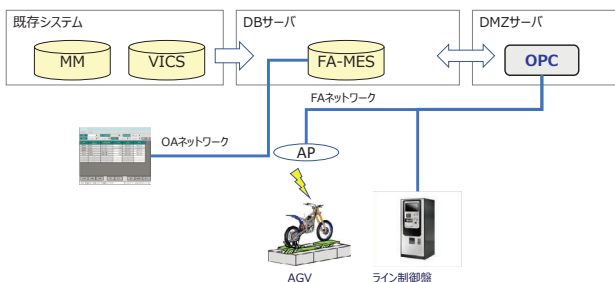 既存システム
DBサーバ
DMZサーバ
MM
VICS
FA-MES
OPC
FAネットワーク
OAネットワーク
AP
AGV
ライン制御盤